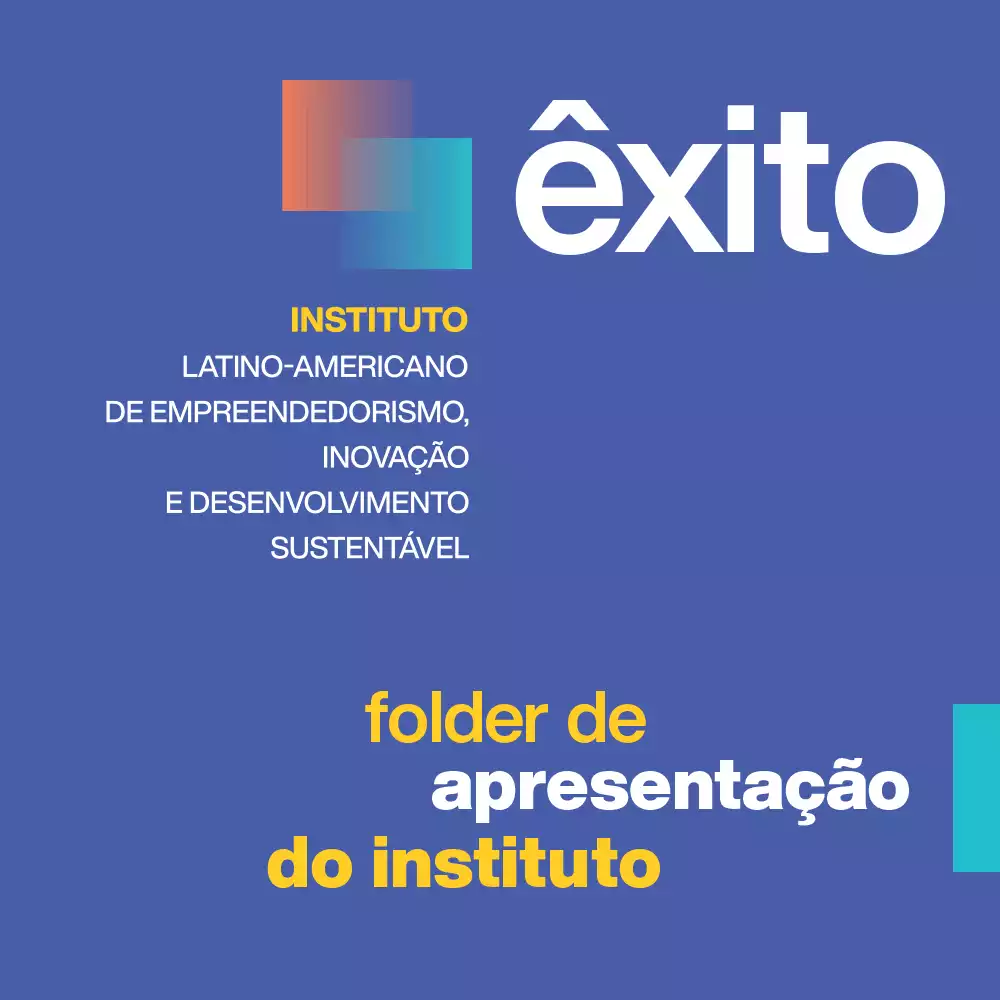 êxito
INSTITUTO
LATINO-AMERICANO
DE EMPREENDEDORISMO,
INOVAÇÃO
E DESENVOLVIMENTO
SUSTENTÁVEL
folder de
apresentação
do instituto